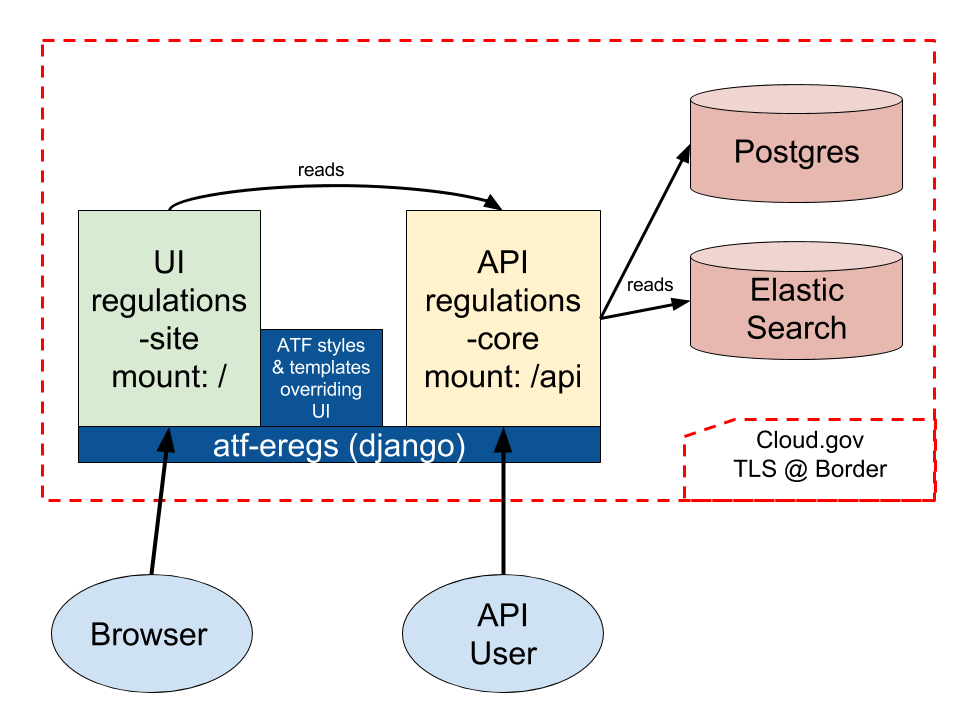 reads
Postgres
UI
regulations
-site
mount: /
API
regulations
-core
mount: /api
reads
Elastic
Search
ATF styles
& templates
overriding
UI
atf-eregs (django)
Cloud.gov
TLS @ Border
Browser
API
User